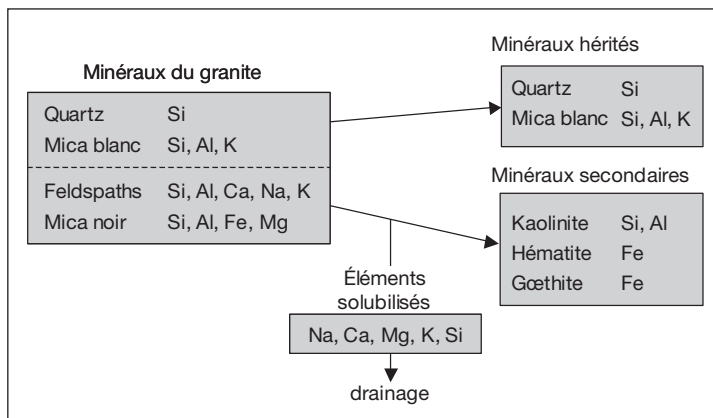 Minéraux du granite
Quartz Si
Mica blanc Si, Al, K
Feldspaths Si, Al, Ca, Na, K
Mica noir Si, Al, Fe, Mg
Minéraux hérités
Quartz Si
Mica blanc Si, Al, K
Minéraux secondaires
Kaolinite Si, Al
Hématite Fe
Gœthite Fe
Éléments
solubilisés
Na, Ca, Mg, K, Si
drainage